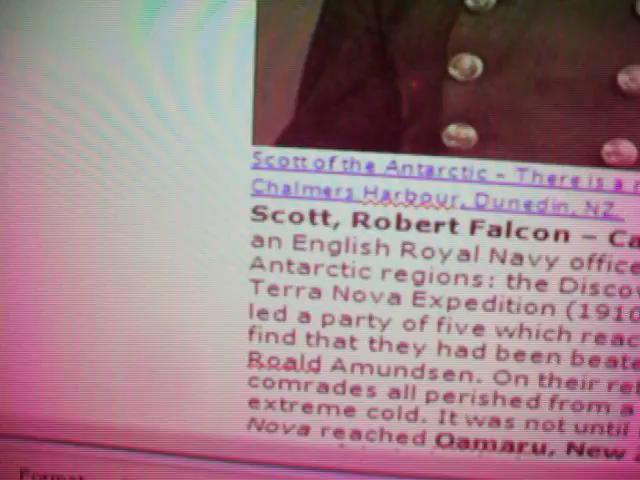 Scott of the Antarctic – There is a
Chalmers Harbour, Dunedin, NZ.
Scott, Robert Falcon – Ca
an English Royal Navy office
Antarctic regions: the Discov
Terra Nova Expedition (1910
led a party of five which reac
find that they had been beate
Roald Amundsen. On their ret
comrades all perished from a
extreme cold. It was not until
Nova reached Oamaru, New
Format